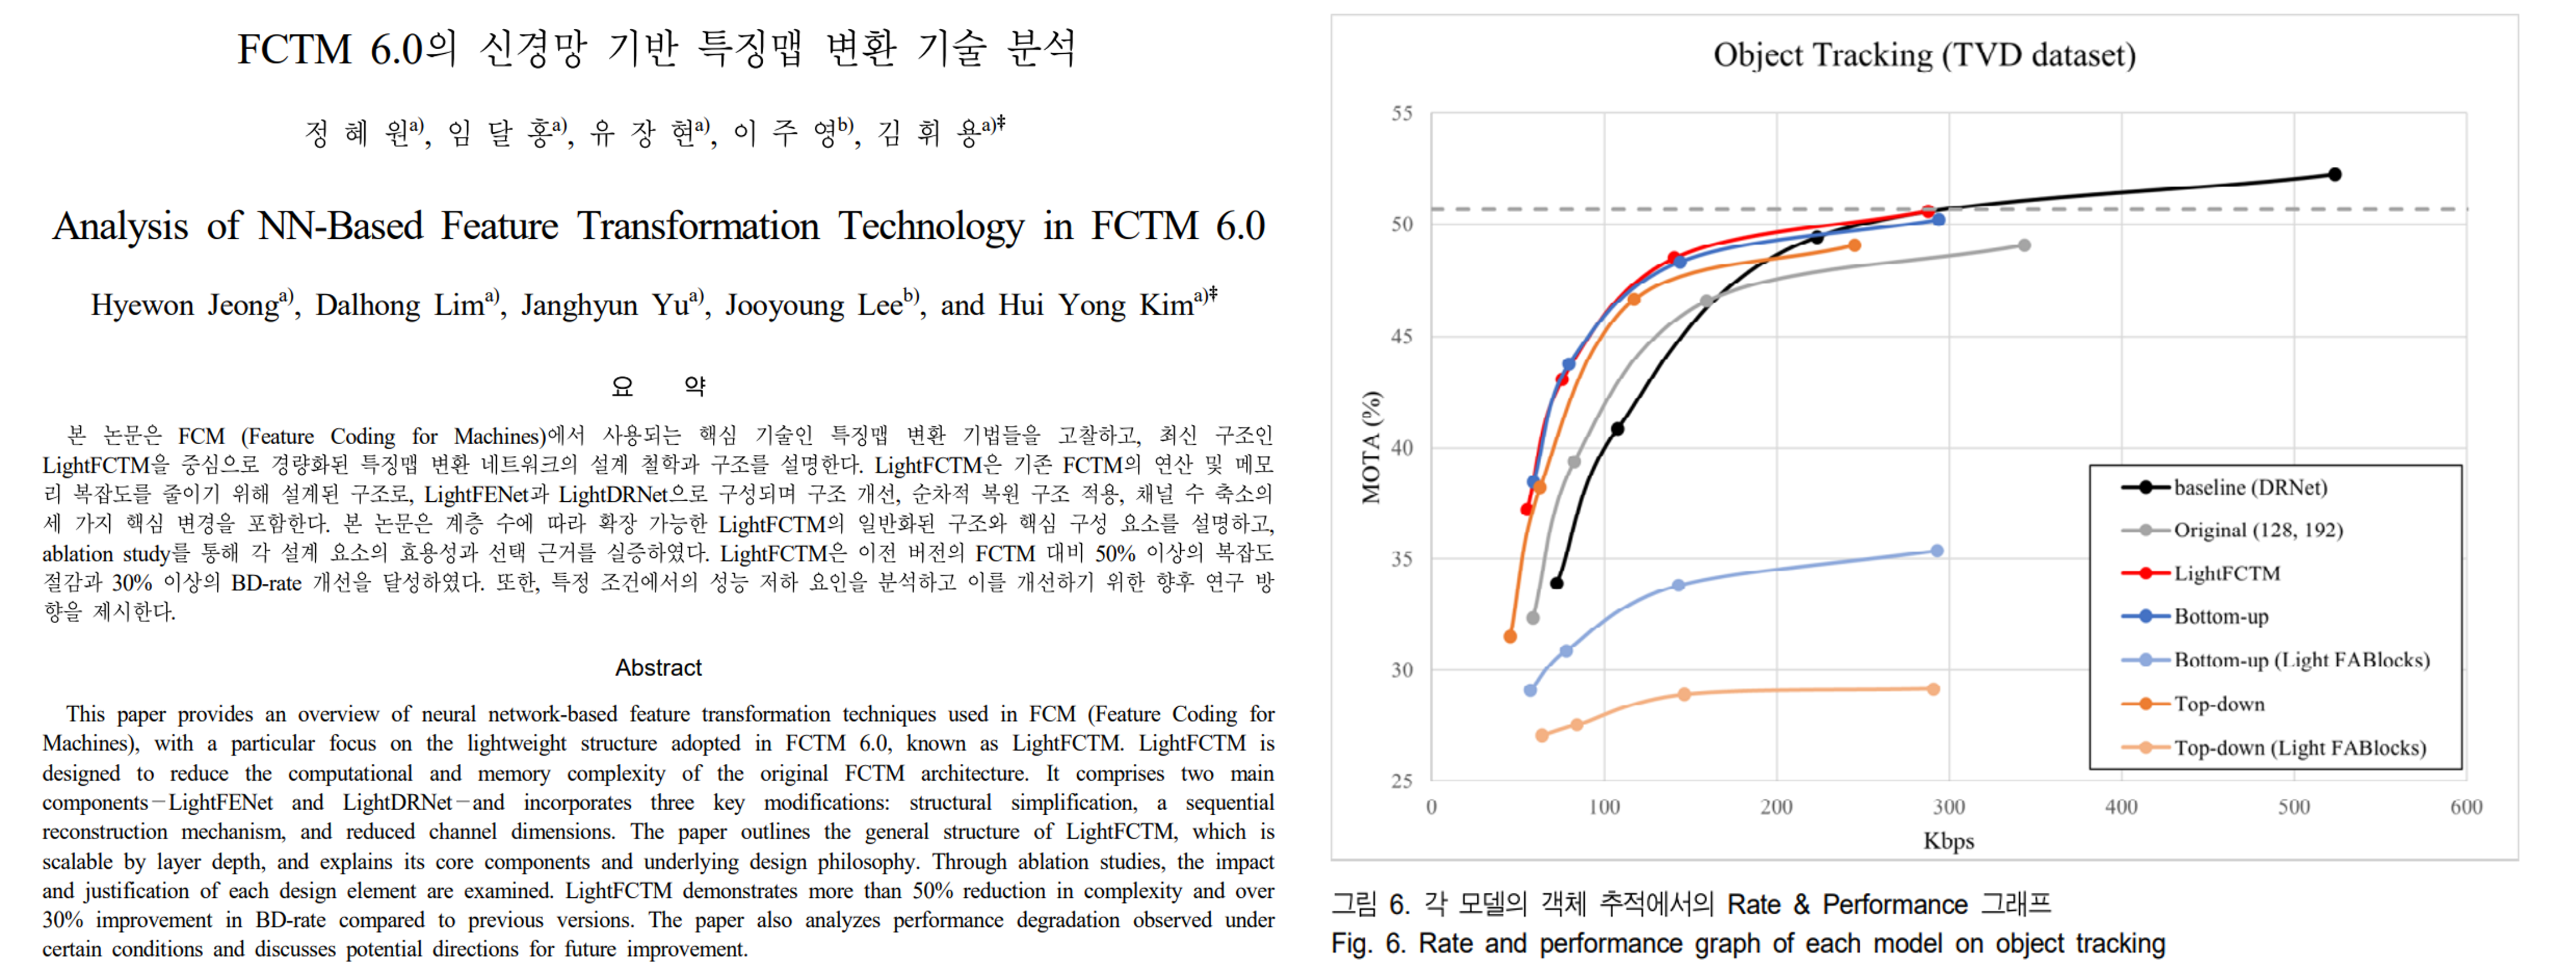 FCTM 6.0의 신경망 기반 특징맵 변환 기술 분석
정 혜 원a), 임 달 홍a), 유 장 현a), 이 주 영b), 김 휘 용a)‡
Analysis of NN-Based Feature Transformation Technology in FCTM 6.0
Hyewon Jeonga), Dalhong Lima), Janghyun Yua), Jooyoung Leeb), and Hui Yong Kima)‡
요 약
본 논문은 FCM (Feature Coding for Machines)에서 사용되는 핵심 기술인 특징맵 변환 기법들을 고찰하고, 최신 구조인
LightFCTM을 중심으로 경량화된 특징맵 변환 네트워크의 설계 철학과 구조를 설명한다. LightFCTM은 기존 FCTM의 연산 및 메모
리 복잡도를 줄이기 위해 설계된 구조로, LightFENet과 LightDRNet으로 구성되며 구조 개선, 순차적 복원 구조 적용, 채널 수 축소의
세 가지 핵심 변경을 포함한다. 본 논문은 계층 수에 따라 확장 가능한 LightFCTM의 일반화된 구조와 핵심 구성 요소를 설명하고,
ablation study를 통해 각 설계 요소의 효용성과 선택 근거를 실증하였다. LightFCTM은 이전 버전의 FCTM 대비 50% 이상의 복잡도
절감과 30% 이상의 BD-rate 개선을 달성하였다. 또한, 특정 조건에서의 성능 저하 요인을 분석하고 이를 개선하기 위한 향후 연구 방
향을 제시한다.
Abstract
This paper provides an overview of neural network-based feature transformation techniques used in FCM (Feature Coding for
Machines), with a particular focus on the lightweight structure adopted in FCTM 6.0, known as LightFCTM. LightFCTM is
designed to reduce the computational and memory complexity of the original FCTM architecture. It comprises two main
components－LightFENet and LightDRNet－and incorporates three key modifications: structural simplification, a sequential
reconstruction mechanism, and reduced channel dimensions. The paper outlines the general structure of LightFCTM, which is
scalable by layer depth, and explains its core components and underlying design philosophy. Through ablation studies, the impact
and justification of each design element are examined. LightFCTM demonstrates more than 50% reduction in complexity and over
30% improvement in BD-rate compared to previous versions. The paper also analyzes performance degradation observed under
certain conditions and discusses potential directions for future improvement.
Object Tracking (TVD dataset)
55
50
45
40
35
30
25
MOTA (%)
0 100 200 300 400 500 600
Kbps
baseline (DRNet)
Original (128, 192)
LightFCTM
Bottom-up
Bottom-up (Light FABlocks)
Top-down
Top-down (Light FABlocks)
그림 6. 각 모델의 객체 추적에서의 Rate & Performance 그래프
Fig. 6. Rate and performance graph of each model on object tracking